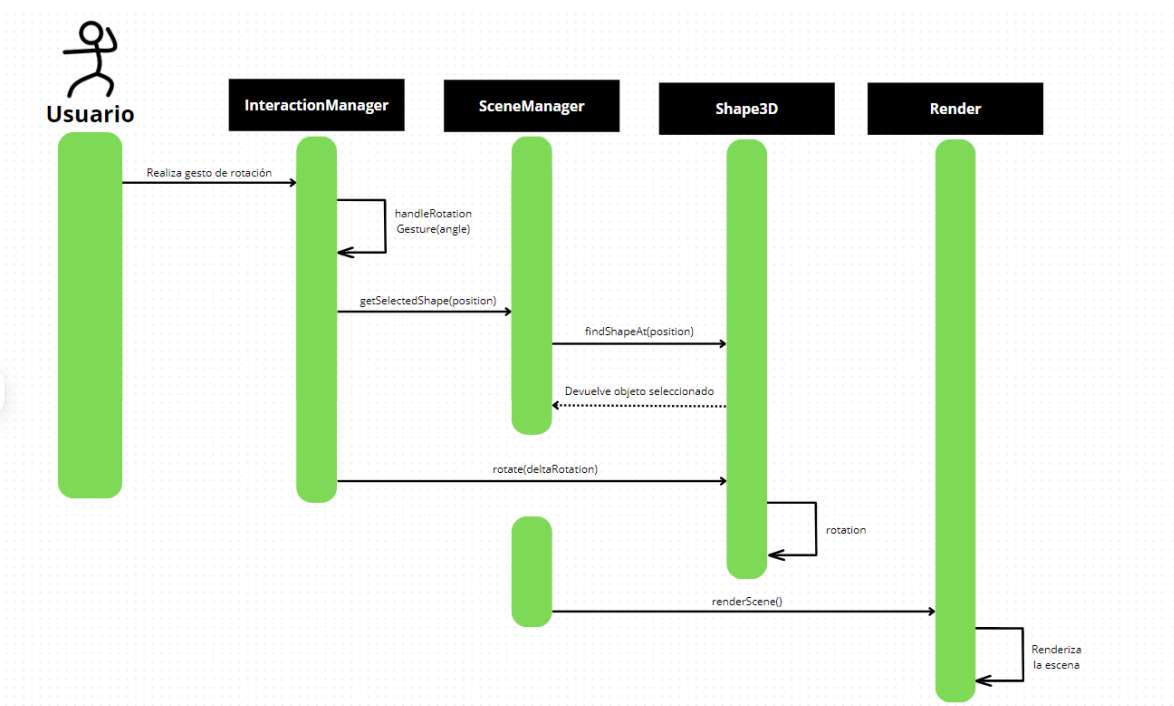 Usuario
InteractionManager
SceneManager
Shape3D
Render
Realiza gesto de rotación
handleRotation
Gesture(angle)
getSelectedShape(position)
findShapeAt(position)
Devuelve objeto seleccionado
rotate(deltaRotation)
rotation
renderScene()
Renderiza
la escena